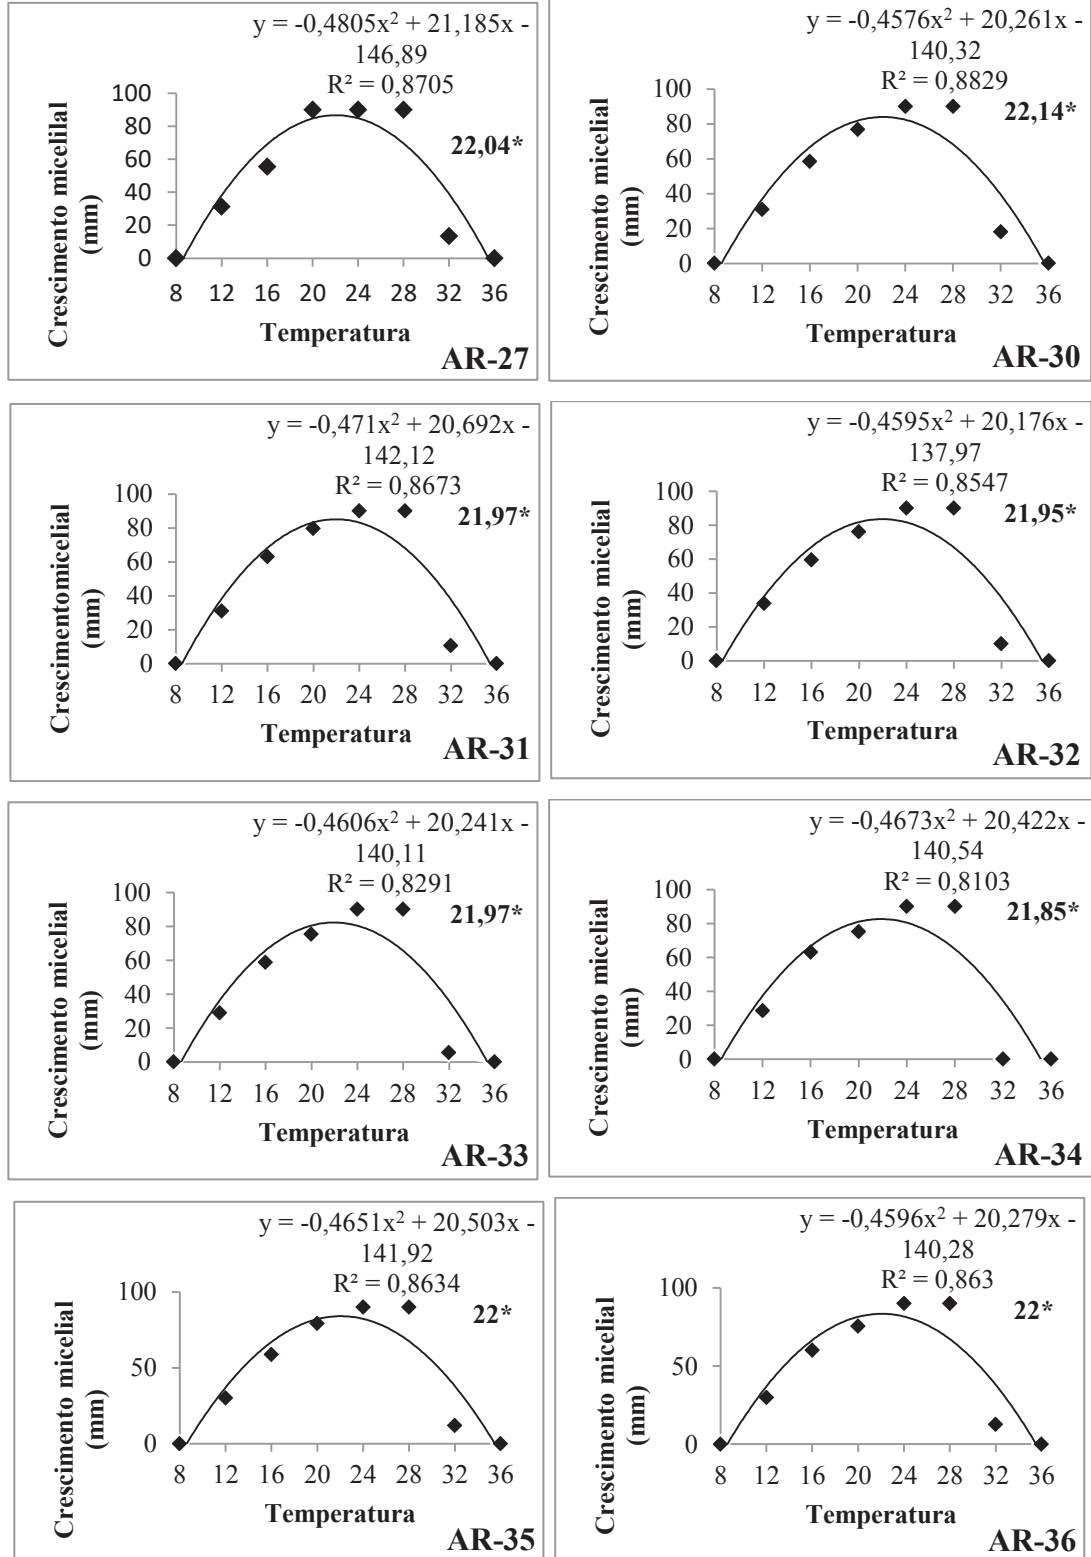 y = -0,4805x² + 21,185x -
146,89
R² = 0,8705
22,04*
Crescimento micelilal
(mm)
100
80
60
40
20
0
8 12 16 20 24 28 32 36
Temperatura
AR-27
y = -0,4576x² + 20,261x -
140,32
R² = 0,8829
22,14*
Crescimento micelial
(mm)
100
80
60
40
20
0
8 12 16 20 24 28 32 36
Temperatura
AR-30
y = -0,471x² + 20,692x -
142,12
R² = 0,8673
21,97*
Crescimentomicelial
(mm)
100
80
60
40
20
0
8 12 16 20 24 28 32 36
Temperatura
AR-31
y = -0,4595x² + 20,176x -
137,97
R² = 0,8547
21,95*
Crescimento micelial
(mm)
100
80
60
40
20
0
8 12 16 20 24 28 32 36
Temperatura
AR-32
y = -0,4606x² + 20,241x -
140,11
R² = 0,8291
21,97*
Crescimento micelial
(mm)
100
80
60
40
20
0
8 12 16 20 24 28 32 36
Temperatura
AR-33
y = -0,4673x² + 20,422x -
140,54
R² = 0,8103
21,85*
Crescimento micelial
(mm)
100
80
60
40
20
0
8 12 16 20 24 28 32 36
Temperatura
AR-34
y = -0,4651x² + 20,503x -
141,92
R² = 0,8634
22*
Crescimento micelial
(mm)
100
50
0
8 12 16 20 24 28 32 36
Temperatura
AR-35
y = -0,4596x² + 20,279x -
140,28
R² = 0,863
22*
Crescimento micelial
(mm)
100
50
0
8 12 16 20 24 28 32 36
Temperatura
AR-36